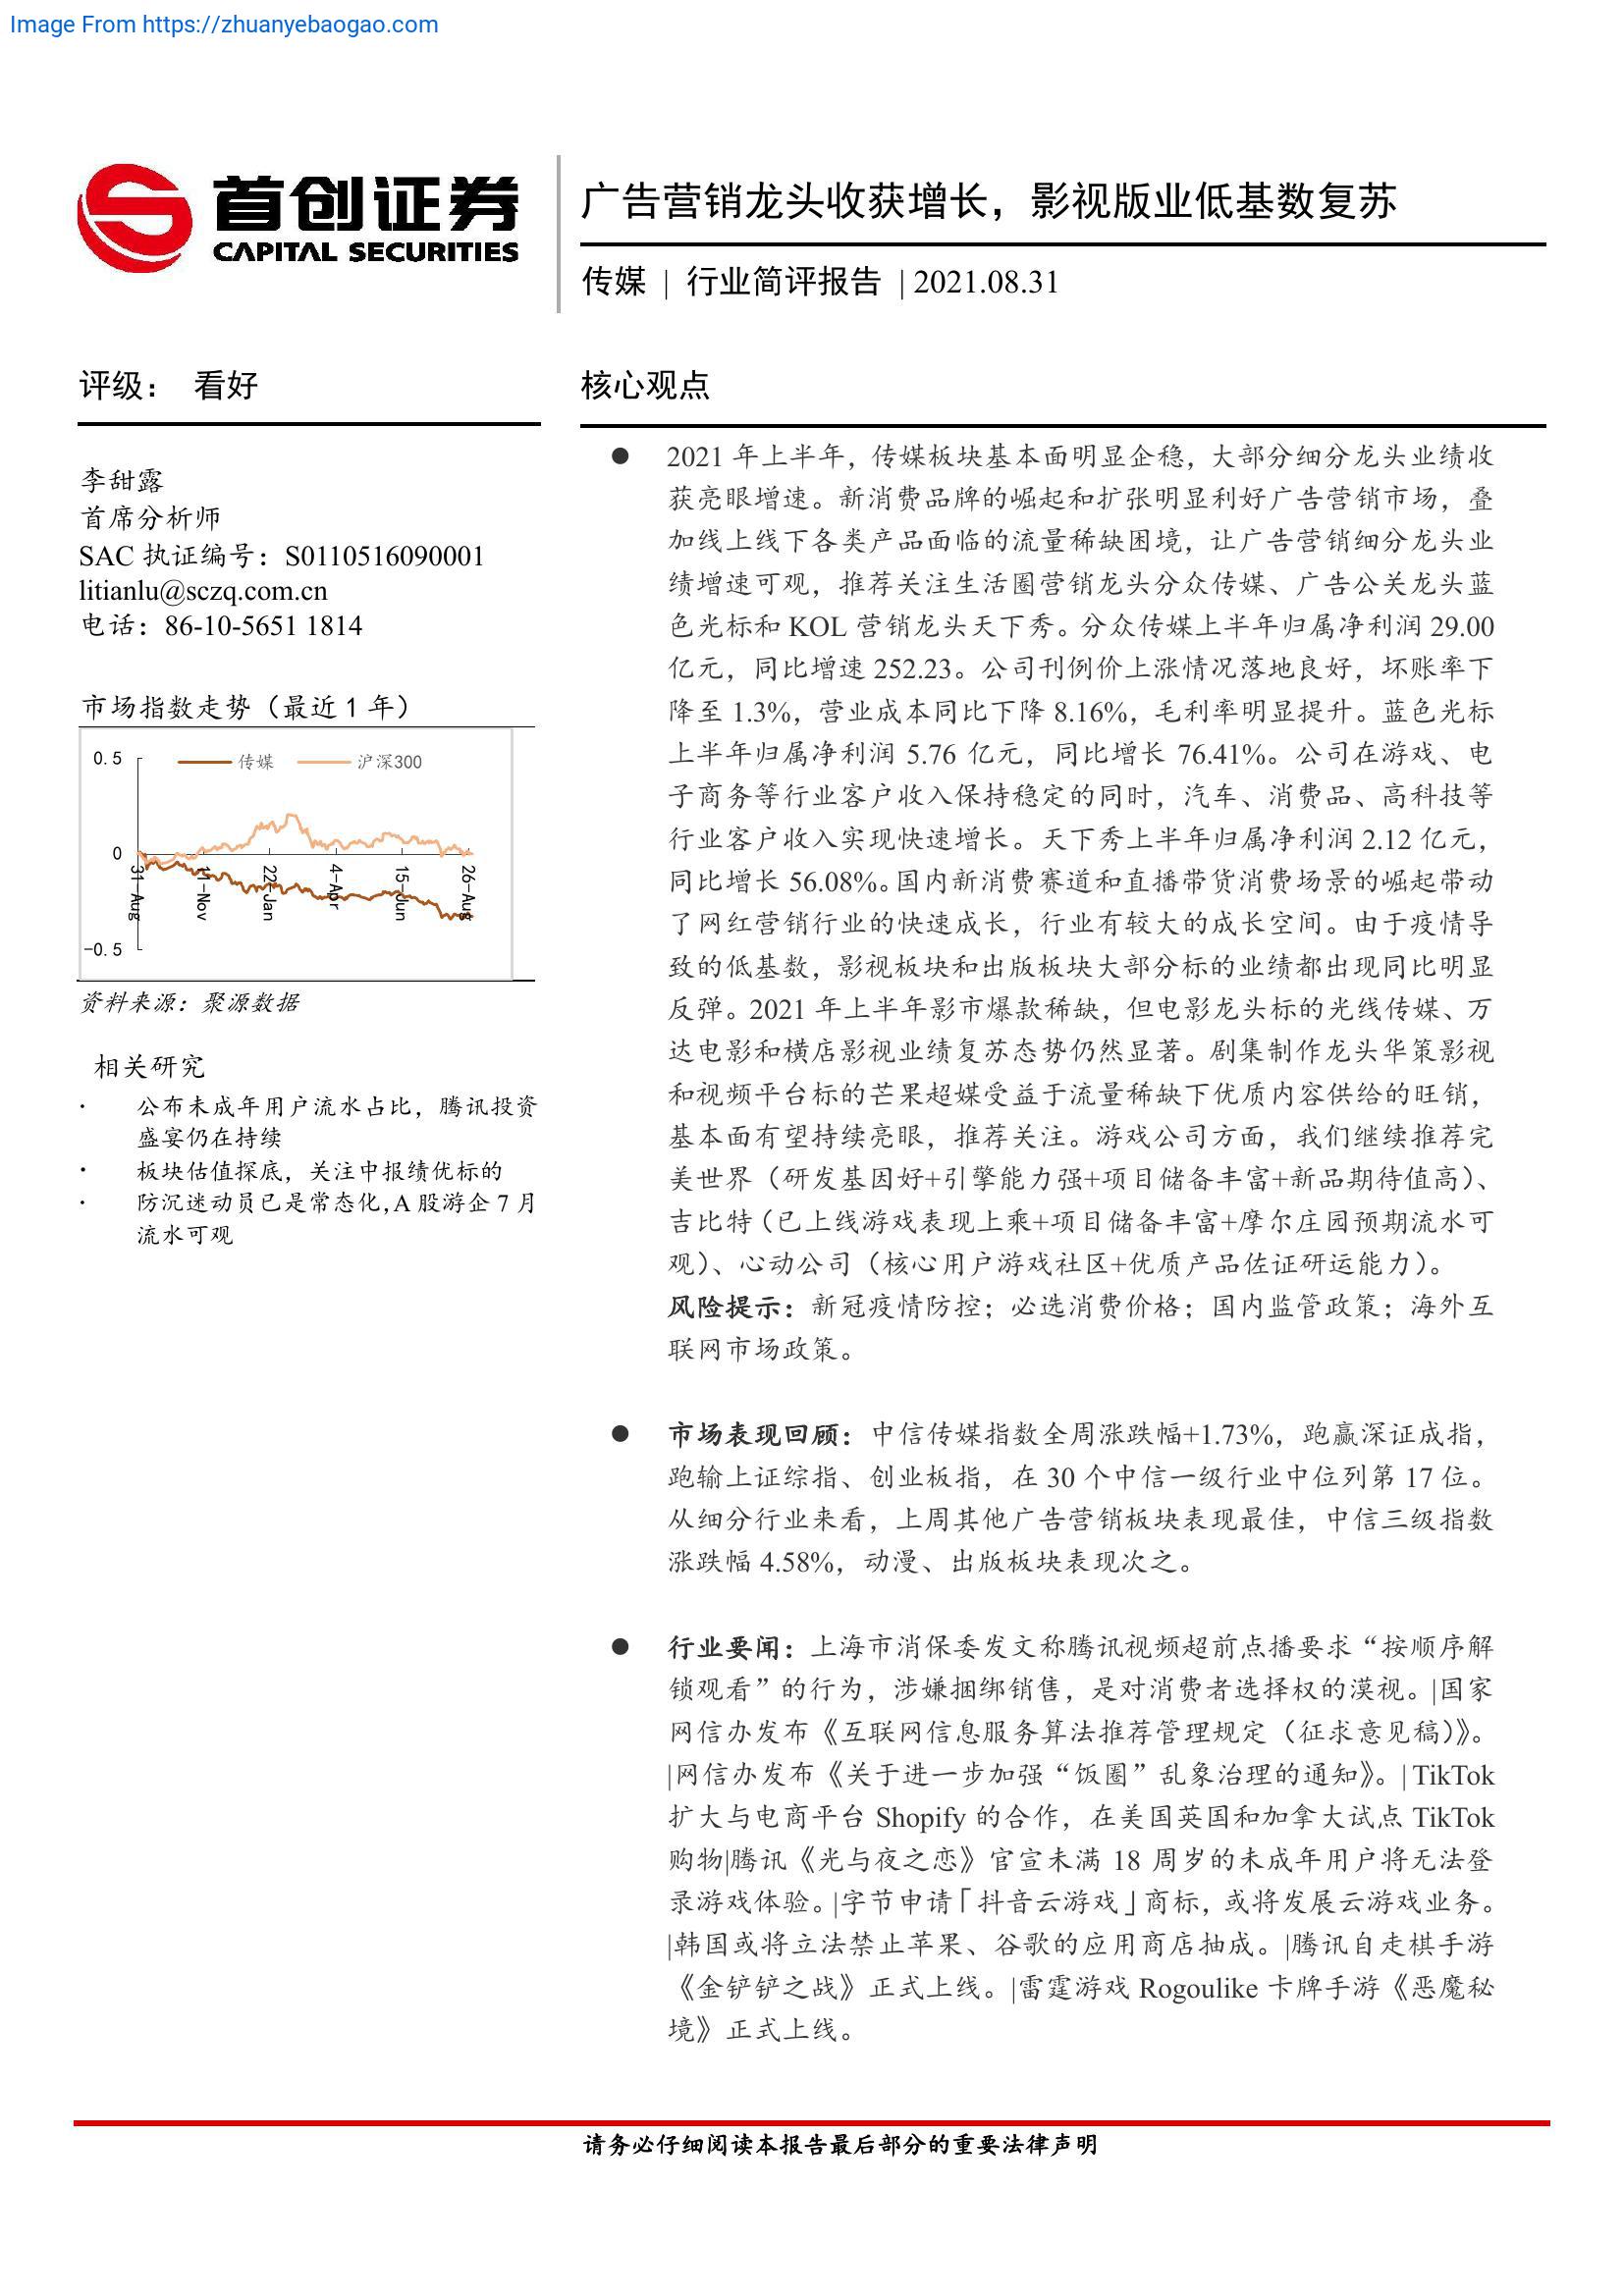 Image From https://zhuanyebaogao.com
首创证券
CAPITAL SECURITIES
广告营销龙头收获增长，影视版业低基数复苏
传媒 | 行业简评报告 | 2021.08.31
评级： 看好
李甜露
首席分析师
SAC 执证编号：S0110516090001
litianlu@sczq.com.cn
电话：86-10-5651 1814
市场指数走势（最近 1 年）
传媒 沪深300
0.5
0
-0.5
31-Aug
11-Nov
22-Jan
4-Apr
15-Jun
26-Aug
资料来源：聚源数据
相关研究
· 公布未成年用户流水占比，腾讯投资
盛宴仍在持续
· 板块估值探底，关注中报绩优标的
· 防沉迷动员已是常态化,A 股游企 7 月
流水可观
核心观点
● 2021 年上半年，传媒板块基本面明显企稳，大部分细分龙头业绩收
获亮眼增速。新消费品牌的崛起和扩张明显利好广告营销市场，叠
加线上线下各类产品面临的流量稀缺困境，让广告营销细分龙头业
绩增速可观，推荐关注生活圈营销龙头分众传媒、广告公关龙头蓝
色光标和 KOL 营销龙头天下秀。分众传媒上半年归属净利润 29.00
亿元，同比增速 252.23。公司刊例价上涨情况落地良好，坏账率下
降至 1.3%，营业成本同比下降 8.16%，毛利率明显提升。蓝色光标
上半年归属净利润 5.76 亿元，同比增长 76.41%。公司在游戏、电
子商务等行业客户收入保持稳定的同时，汽车、消费品、高科技等
行业客户收入实现快速增长。天下秀上半年归属净利润 2.12 亿元，
同比增长 56.08%。国内新消费赛道和直播带货消费场景的崛起带动
了网红营销行业的快速成长，行业有较大的成长空间。由于疫情导
致的低基数，影视板块和出版板块大部分标的业绩都出现同比明显
反弹。2021 年上半年影市爆款稀缺，但电影龙头标的光线传媒、万
达电影和横店影视业绩复苏态势仍然显著。剧集制作龙头华策影视
和视频平台标的芒果超媒受益于流量稀缺下优质内容供给的旺销，
基本面有望持续亮眼，推荐关注。游戏公司方面，我们继续推荐完
美世界（研发基因好+引擎能力强+项目储备丰富+新品期待值高）、
吉比特（已上线游戏表现上乘+项目储备丰富+摩尔庄园预期流水可
观）、心动公司（核心用户游戏社区+优质产品佐证研运能力）。
风险提示：新冠疫情防控；必选消费价格；国内监管政策；海外互
联网市场政策。
● 市场表现回顾：中信传媒指数全周涨跌幅+1.73%，跑赢深证成指，
跑输上证综指、创业板指，在 30 个中信一级行业中位列第 17 位。
从细分行业来看，上周其他广告营销板块表现最佳，中信三级指数
涨跌幅 4.58%，动漫、出版板块表现次之。
● 行业要闻：上海市消保委发文称腾讯视频超前点播要求“按顺序解
锁观看”的行为，涉嫌捆绑销售，是对消费者选择权的漠视。|国家
网信办发布《互联网信息服务算法推荐管理规定（征求意见稿）》。
|网信办发布《关于进一步加强“饭圈”乱象治理的通知》。| TikTok
扩大与电商平台 Shopify 的合作，在美国英国和加拿大试点 TikTok
购物|腾讯《光与夜之恋》官宣未满 18 周岁的未成年用户将无法登
录游戏体验。|字节申请「抖音云游戏」商标，或将发展云游戏业务。
|韩国或将立法禁止苹果、谷歌的应用商店抽成。|腾讯自走棋手游
《金铲铲之战》正式上线。|雷霆游戏 Rogoulike 卡牌手游《恶魔秘
境》正式上线。
请务必仔细阅读本报告最后部分的重要法律声明